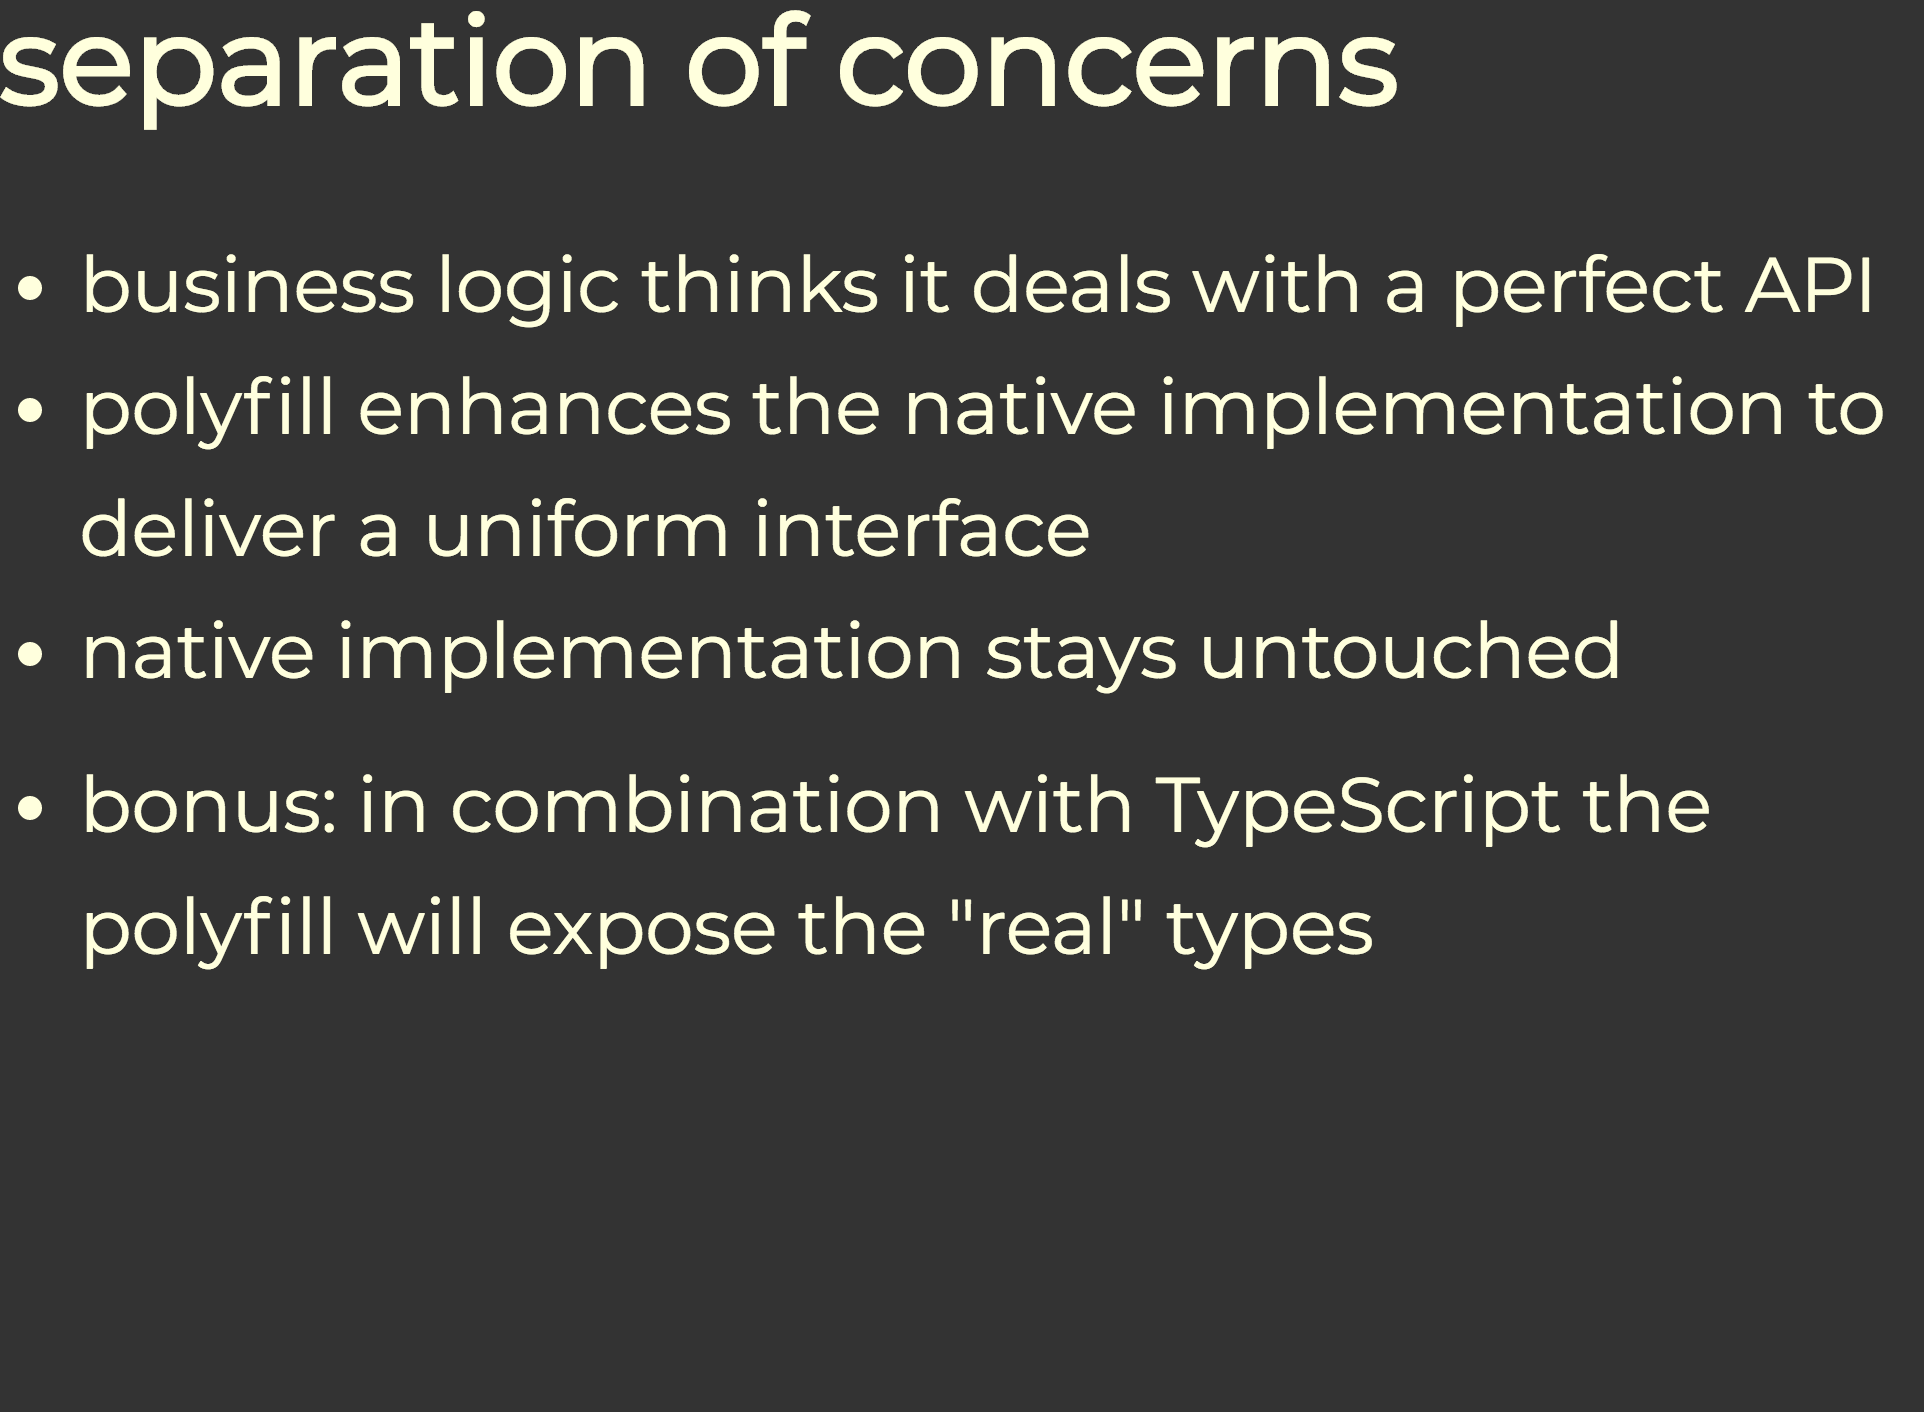 separation of concerns
• business logic thinks it deals with a perfect API
• polyfill enhances the native implementation to
deliver a uniform interface
• native implementation stays untouched
• bonus: in combination with TypeScript the
polyfill will expose the "real" types